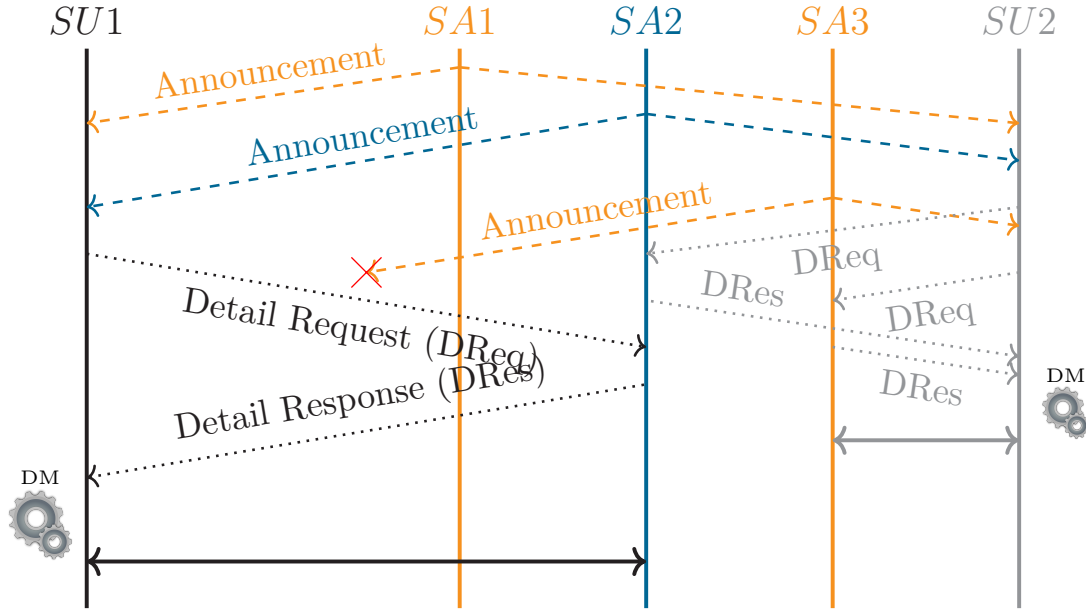 SU1
SA1
SA2
SA3
SU2
Announcement
Announcement
Announcement
DReq
DRes
Detail Request (DReq)
DReq
DRes
Detail Response (DRes)
DM
DM